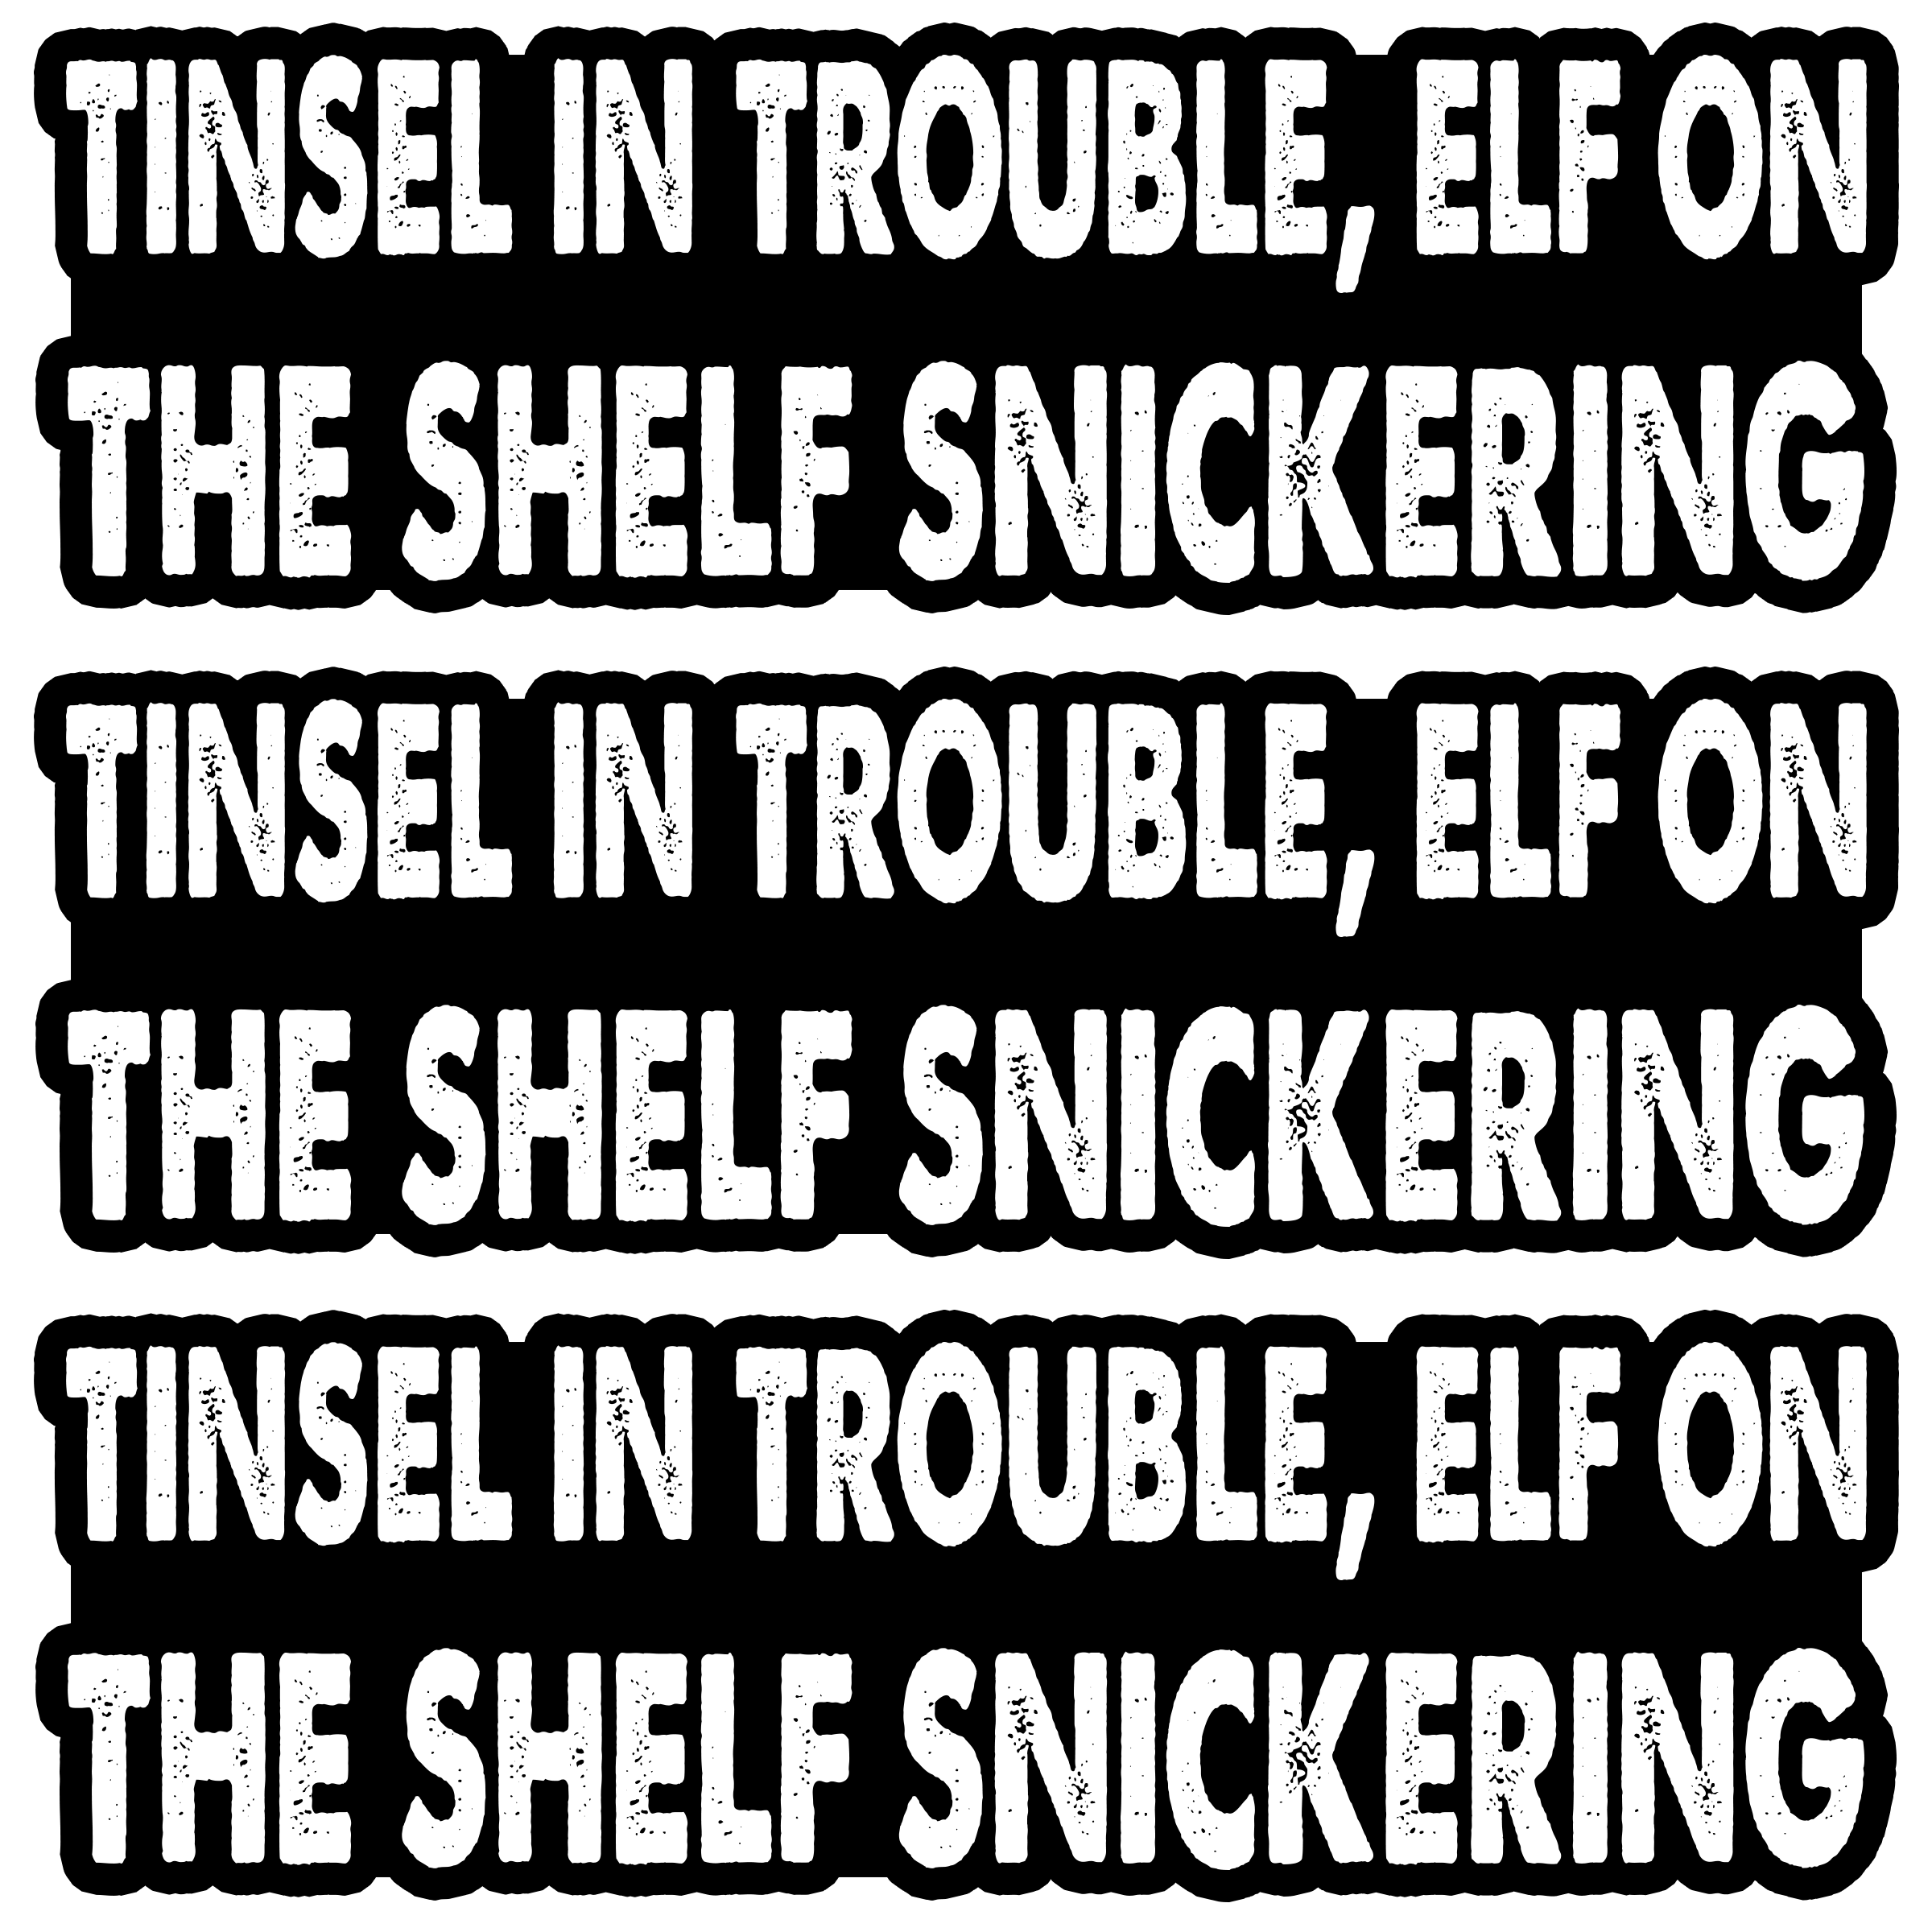 TINSEL IN TROUBLE, ELF ON
THE SHELF SNICKERING
TINSEL IN TROUBLE, ELF ON
THE SHELF SNICKERING
TINSEL IN TROUBLE, ELF ON
THE SHELF SNICKERING